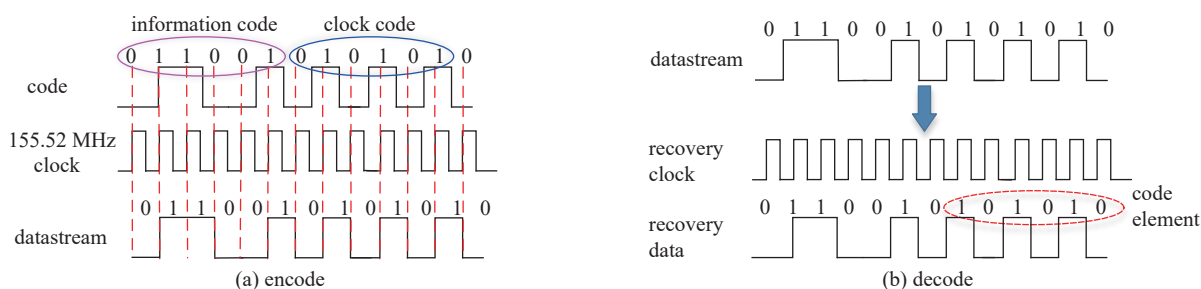 information code clock code
0 1 1 0 0 1 0 1 0 1 0 1 0
code
155.52 MHz
clock
0 1 1 0 0 1 0 1 0 1 0 1 0
datastream
(a) encode
0 1 1 0 0 1 0 1 0 1 0 1 0
datastream
recovery
clock
0 1 1 0 0 1 0 1 0 1 0 1 0
code
element
recovery
data
(b) decode